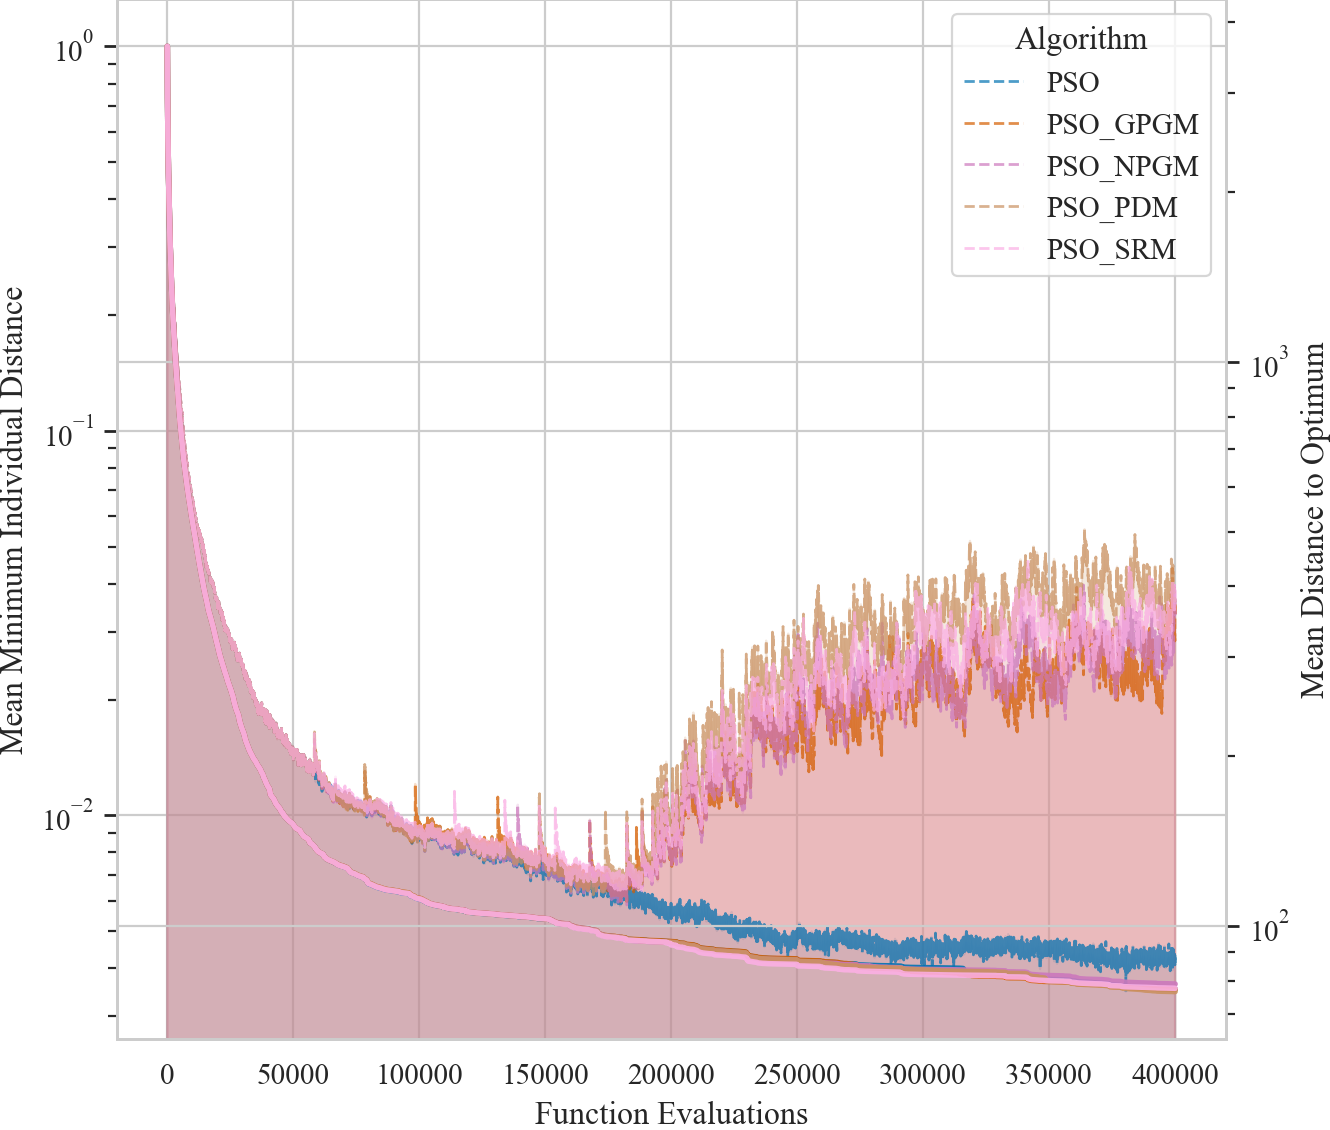 Algorithm
PSO
PSO_GPGM
PSO_NPGM
PSO_PDM
PSO_SRM
Mean Minimum Individual Distance
10^0
10^−1
10^−2
Mean Distance to Optimum
10^3
10^2
0 50000 100000 150000 200000 250000 300000 350000 400000
Function Evaluations